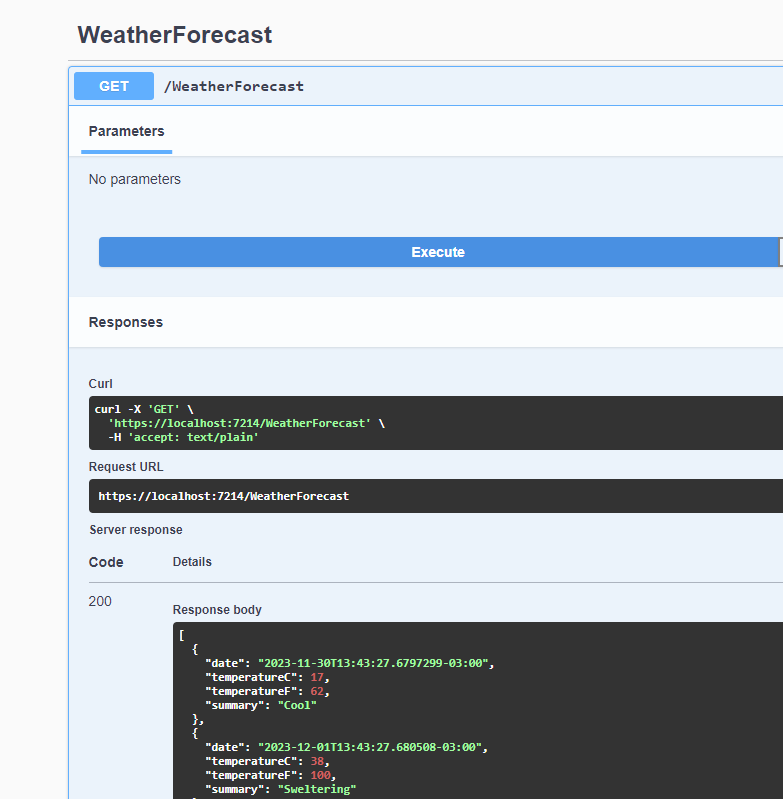 WeatherForecast
GET /WeatherForecast
Parameters
No parameters
Execute
Responses
Curl
curl -X 'GET' \
  'https://localhost:7214/WeatherForecast' \
  -H 'accept: text/plain'
Request URL
https://localhost:7214/WeatherForecast
Server response
Code Details
200
Response body
[
  {
    "date": "2023-11-30T13:43:27.6797299-03:00",
    "temperatureC": 17,
    "temperatureF": 62,
    "summary": "Cool"
  },
  {
    "date": "2023-12-01T13:43:27.680508-03:00",
    "temperatureC": 38,
    "temperatureF": 100,
    "summary": "Sweltering"